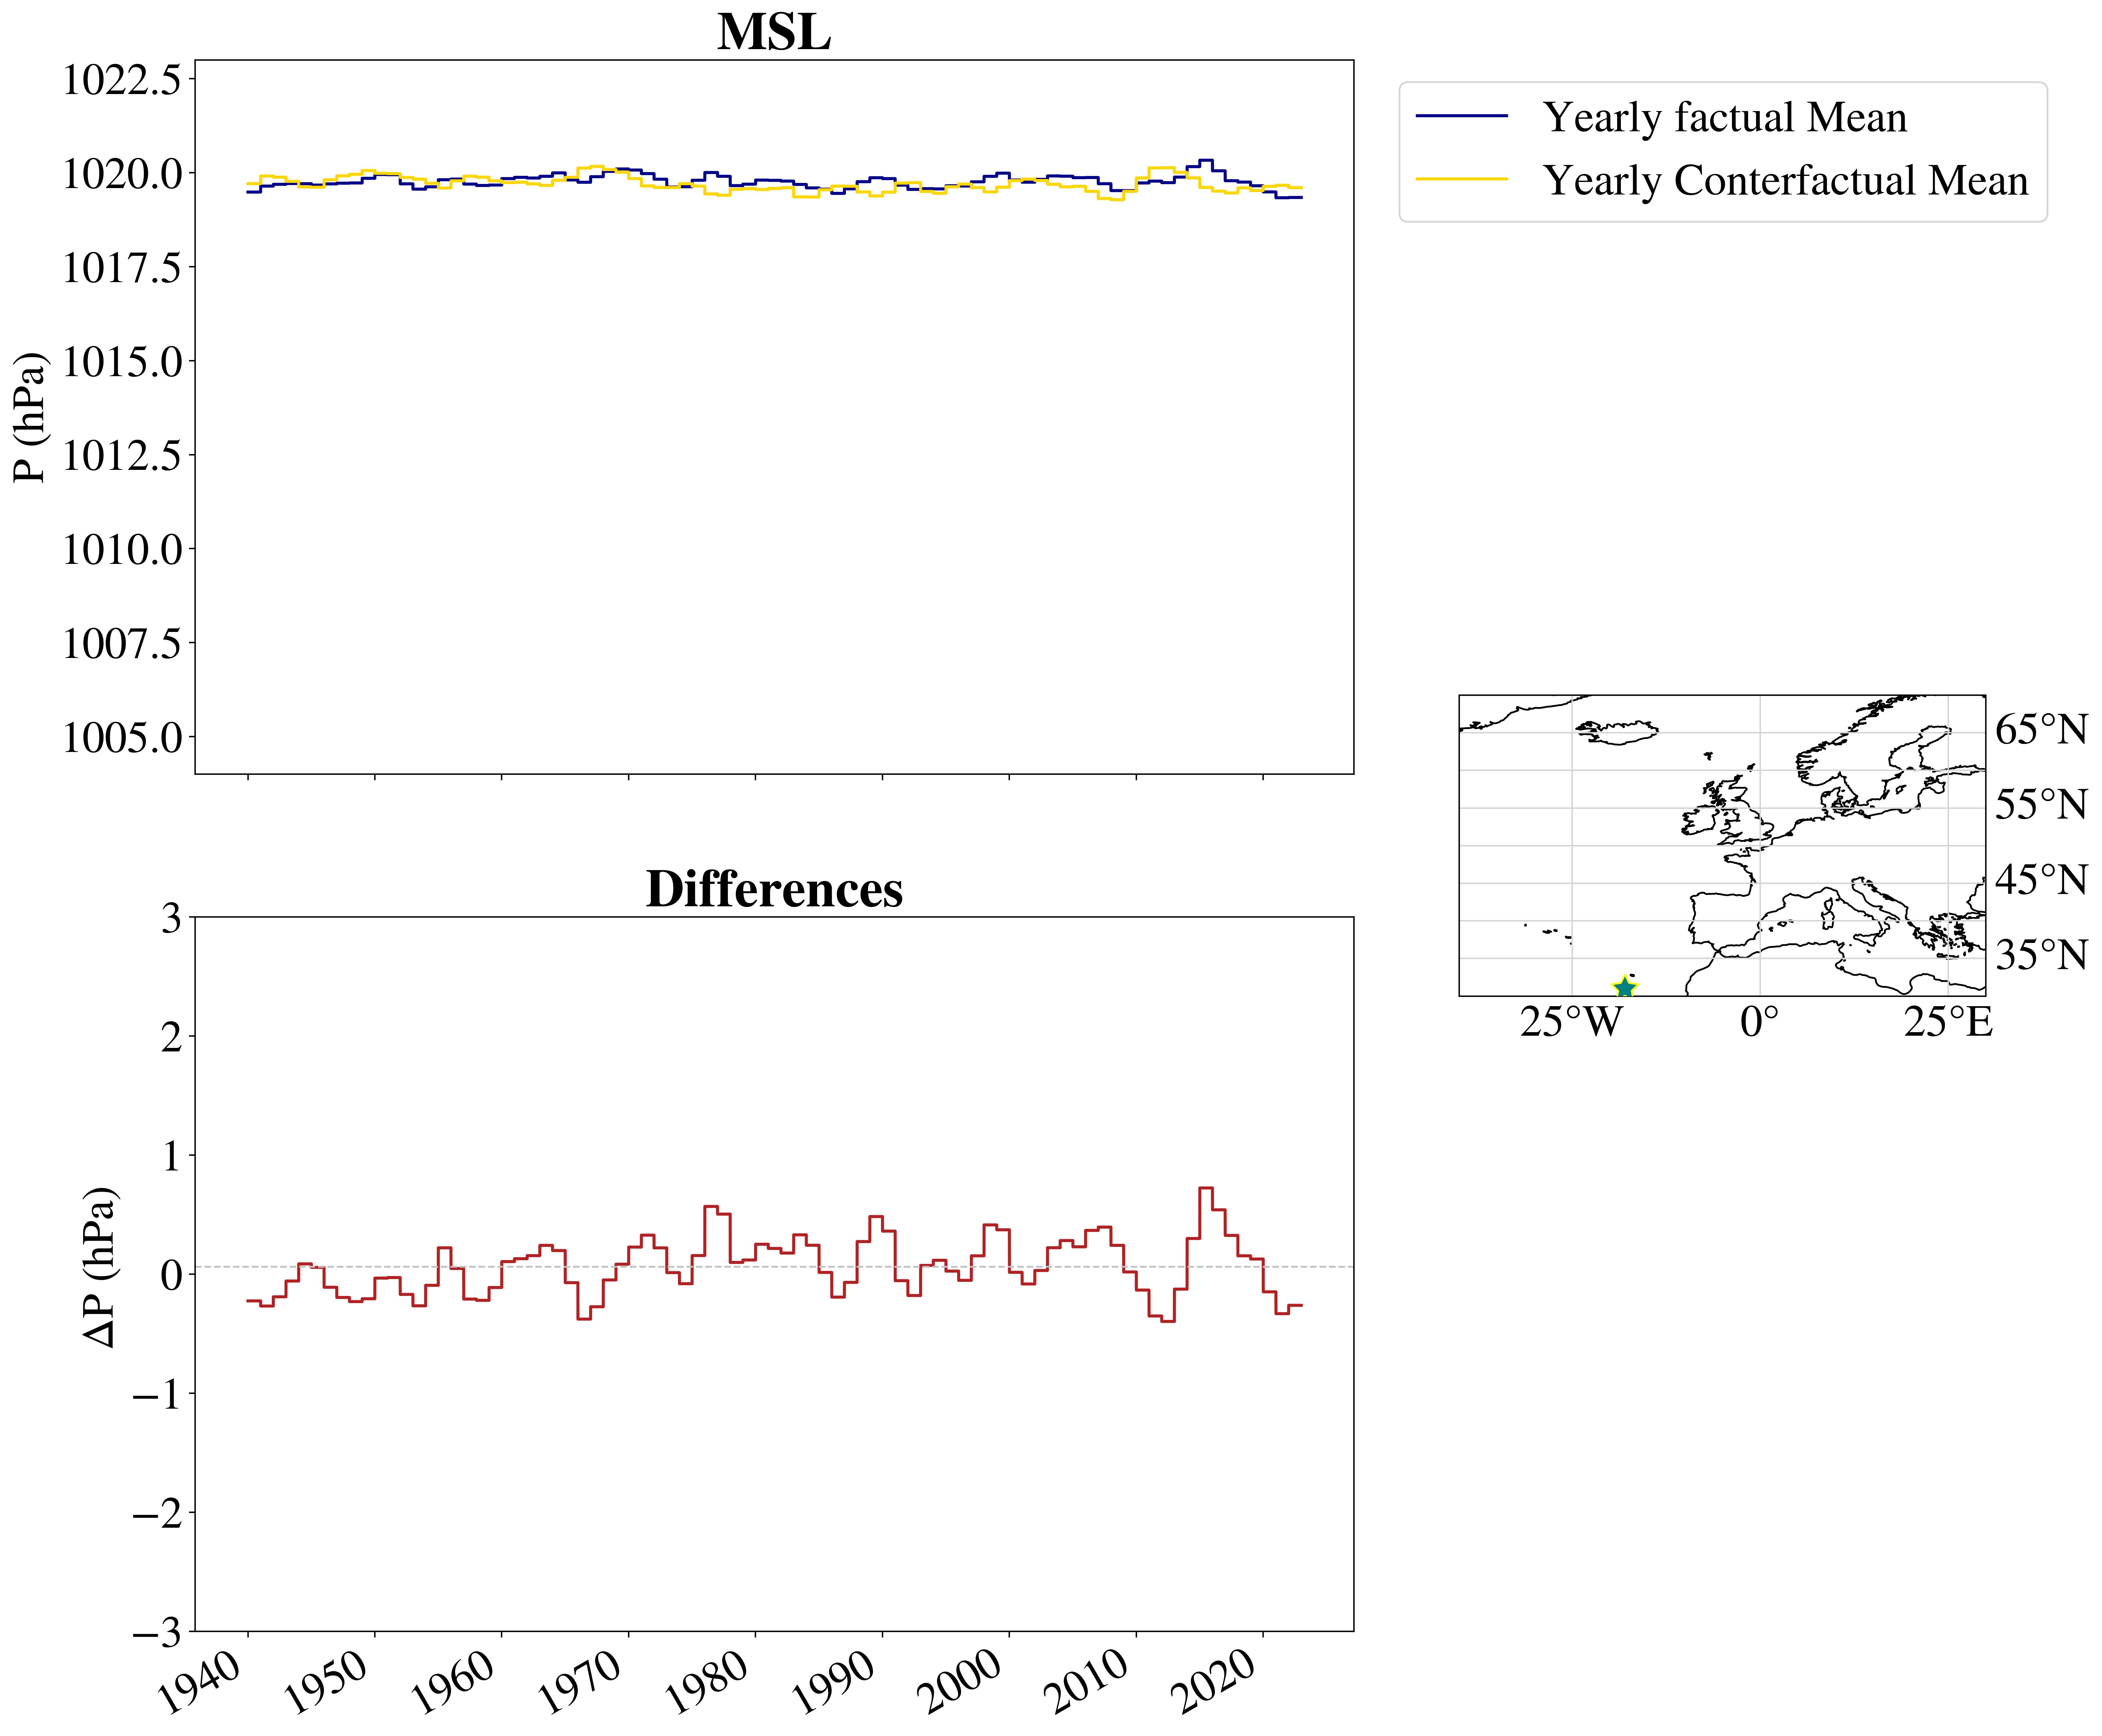 MSL
1022.5
1020.0
1017.5
1015.0
1012.5
1010.0
1007.5
1005.0
P (hPa)
Yearly factual Mean
Yearly Conterfactual Mean
65°N
55°N
45°N
35°N
25°W 0° 25°E
Differences
3
2
1
0
−1
−2
−3
ΔP (hPa)
1940 1950 1960 1970 1980 1990 2000 2010 2020